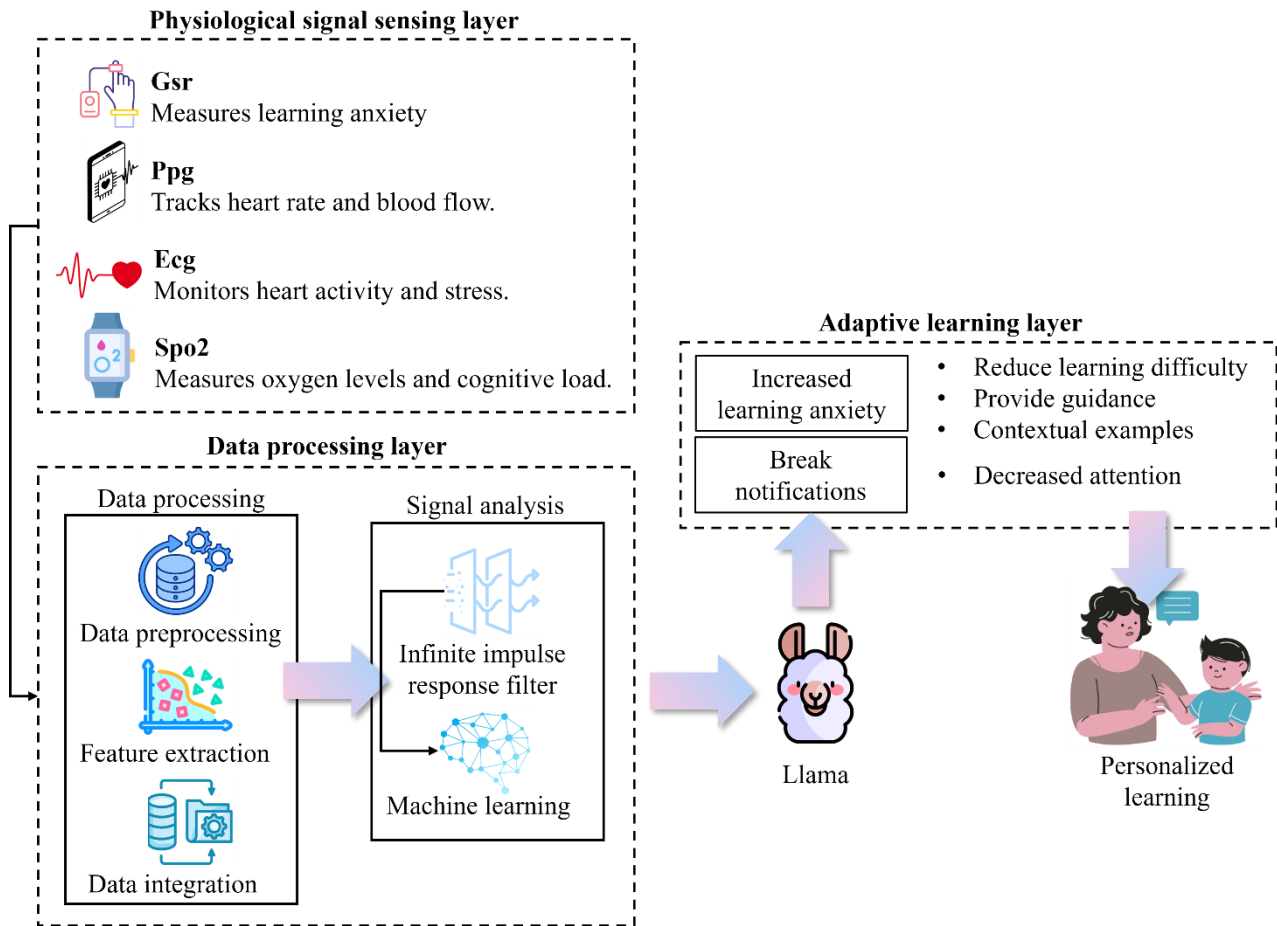 Physiological signal sensing layer
Gsr
Measures learning anxiety
Ppg
Tracks heart rate and blood flow.
Ecg
Monitors heart activity and stress.
2
Spo2
Measures oxygen levels and cognitive load.
Data processing layer
Data processing
Data preprocessing
Feature extraction
Data integration
Signal analysis
Infinite impulse
response filter
Machine learning
Llama
Adaptive learning layer
Increased
learning anxiety
Break
notifications
• Reduce learning difficulty
• Provide guidance
• Contextual examples
• Decreased attention
Personalized
learning